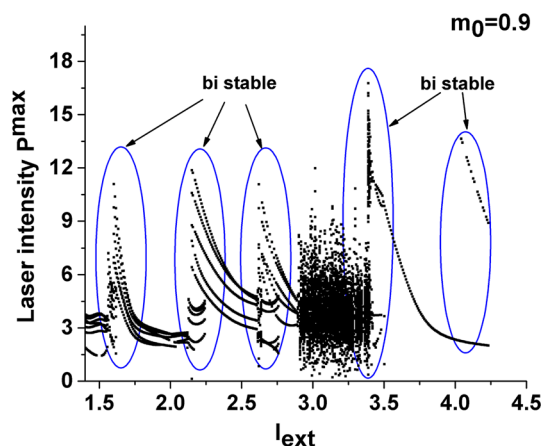 m₀=0.9
bi stable
bi stable
Laser intensity Pᵐᵃˣ
18
15
12
9
6
3
0
1.5 2.0 2.5 3.0 3.5 4.0 4.5
Iₑₓₜ